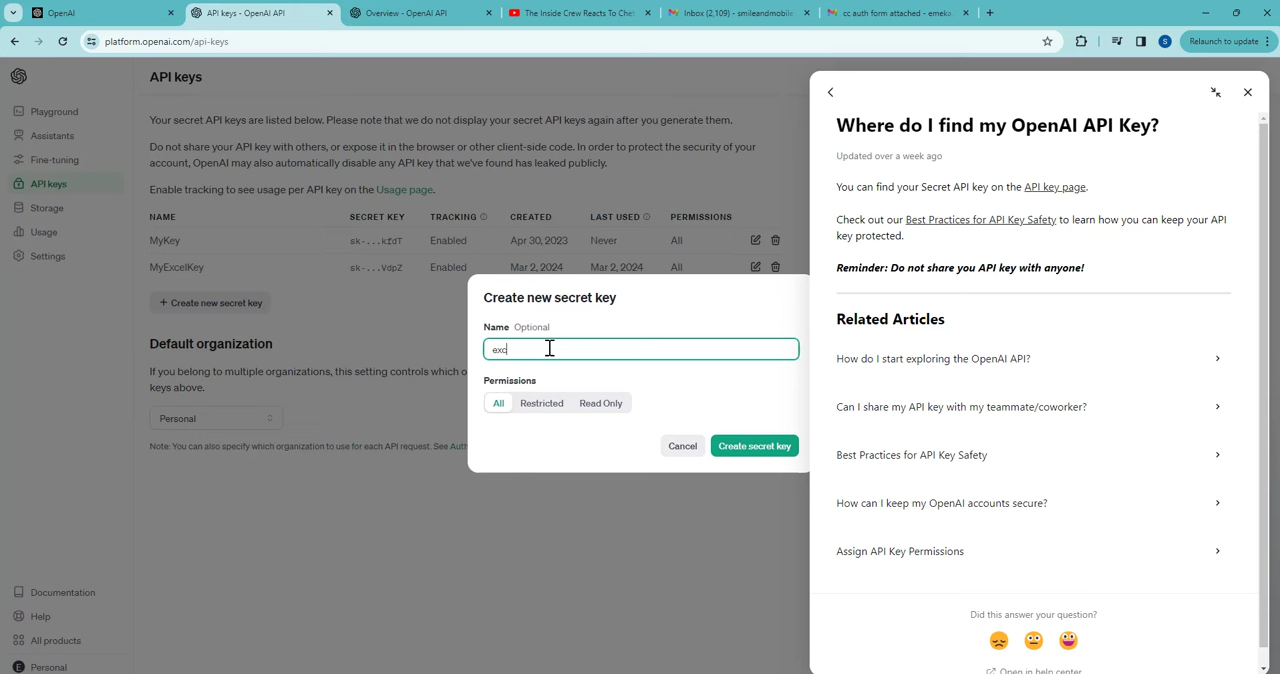 OpenAI
API keys - OpenAI API
Overview - OpenAI API
The Inside Crew Reacts To Chet
Inbox (2,109) - smileandmobile
cc auth form attached - emeka
platform.openai.com/api-keys
S
Relaunch to update
Playground
Assistants
Fine-tuning
API keys
Storage
Usage
Settings
Documentation
Help
All products
E Personal
API keys
Your secret API keys are listed below. Please note that we do not display your secret API keys again after you generate them.
Do not share your API key with others, or expose it in the browser or other client-side code. In order to protect the security of your
account, OpenAI may also automatically disable any API key that we've found has leaked publicly.
Enable tracking to see usage per API key on the Usage page.
NAME SECRET KEY TRACKING CREATED LAST USED PERMISSIONS
MyKey sk-...kfdT Enabled Apr 30, 2023 Never All
MyExcelKey sk-...VdpZ Enabled Mar 2, 2024 Mar 2, 2024 All
+ Create new secret key
Default organization
If you belong to multiple organizations, this setting controls which o
keys above.
Personal
Note: You can also specify which organization to use for each API request. See Auth
Create new secret key
Name Optional
exc
Permissions
All Restricted Read Only
Cancel Create secret key
Where do I find my OpenAI API Key?
Updated over a week ago
You can find your Secret API key on the API key page.
Check out our Best Practices for API Key Safety to learn how you can keep your API
key protected.
Reminder: Do not share you API key with anyone!
Related Articles
How do I start exploring the OpenAI API?
Can I share my API key with my teammate/coworker?
Best Practices for API Key Safety
How can I keep my OpenAI accounts secure?
Assign API Key Permissions
Did this answer your question?
Open in help center